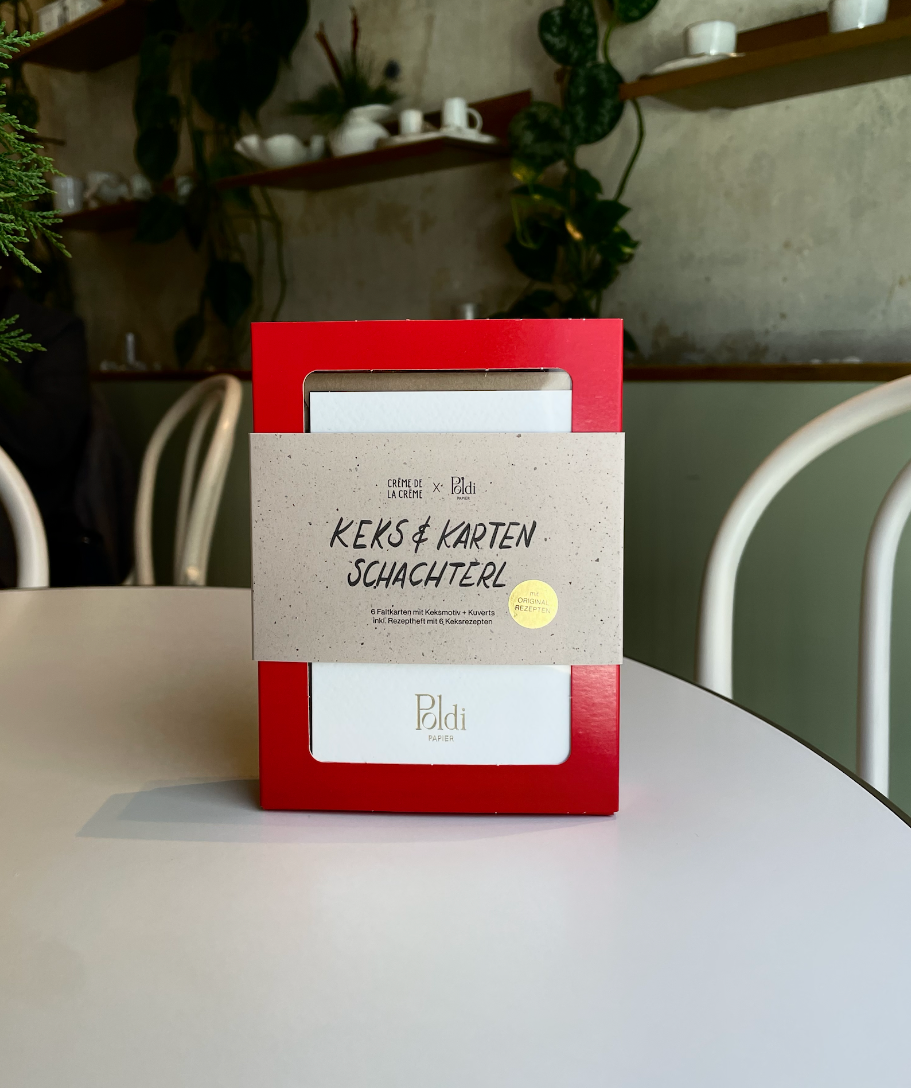 CRÈME DE
LA CRÈME
X
Poldi
PAPIER
KEKS & KARTEN
SCHACHTERL
6 Faltkarten mit Keksmotiv + Kuverts
inkl. Rezeptheft mit 6 Keksrezepten
mit
ORIGINAL
REZEPTEN
Poldi
PAPIER